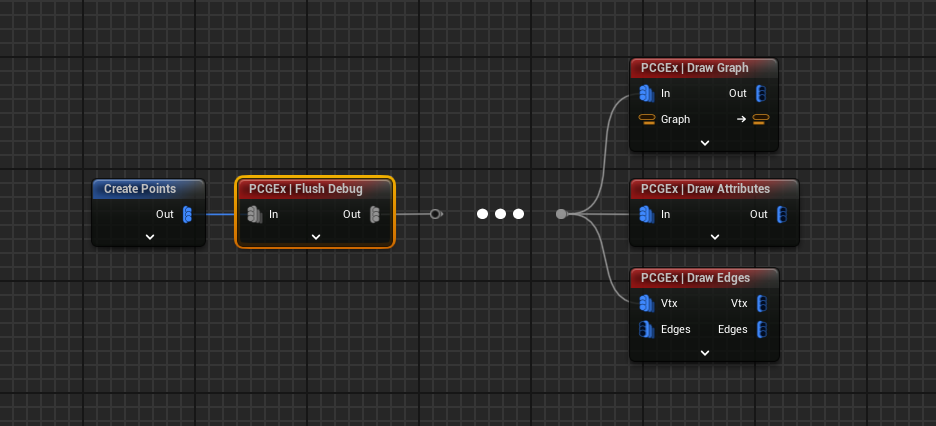 PCGEx | Draw Graph
In Out
Graph
Create Points
Out
PCGEx | Flush Debug
In Out
PCGEx | Draw Attributes
In Out
PCGEx | Draw Edges
Vtx Vtx
Edges Edges